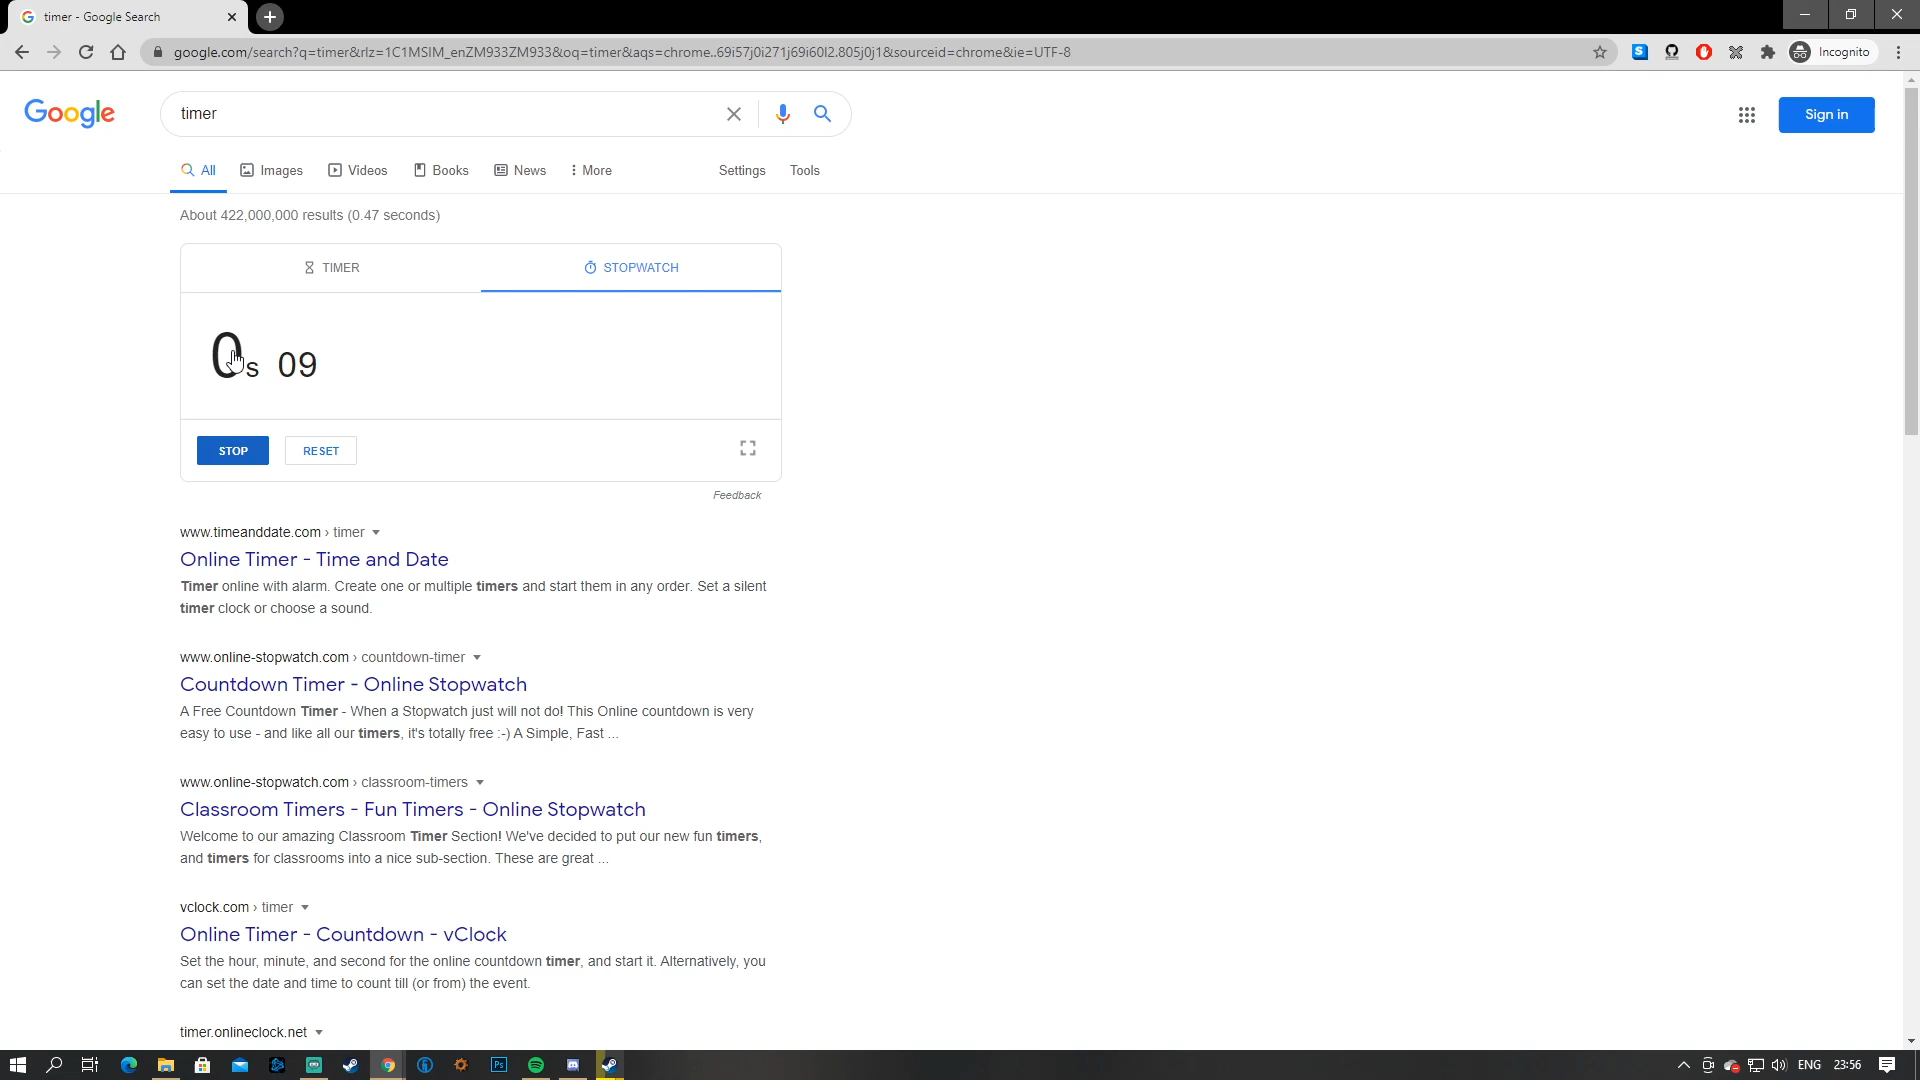 timer - Google Search
google.com/search?q=timer&rlz=1C1MSIM_enZM933ZM933&oq=timer&aqs=chrome..69i57j0i271j69i60l2.805j0j1&sourceid=chrome&ie=UTF-8
Incognito
Google
timer
Sign in
All Images Videos Books News More Settings Tools
About 422,000,000 results (0.47 seconds)
TIMER STOPWATCH
0s 09
STOP RESET
Feedback
www.timeanddate.com › timer
Online Timer - Time and Date
Timer online with alarm. Create one or multiple timers and start them in any order. Set a silent
timer clock or choose a sound.
www.online-stopwatch.com › countdown-timer
Countdown Timer - Online Stopwatch
A Free Countdown Timer - When a Stopwatch just will not do! This Online countdown is very
easy to use - and like all our timers, it's totally free :-) A Simple, Fast ...
www.online-stopwatch.com › classroom-timers
Classroom Timers - Fun Timers - Online Stopwatch
Welcome to our amazing Classroom Timer Section! We've decided to put our new fun timers,
and timers for classrooms into a nice sub-section. These are great ...
vclock.com › timer
Online Timer - Countdown - vClock
Set the hour, minute, and second for the online countdown timer, and start it. Alternatively, you
can set the date and time to count till (or from) the event.
timer.onlineclock.net
Ps
ENG 23:56